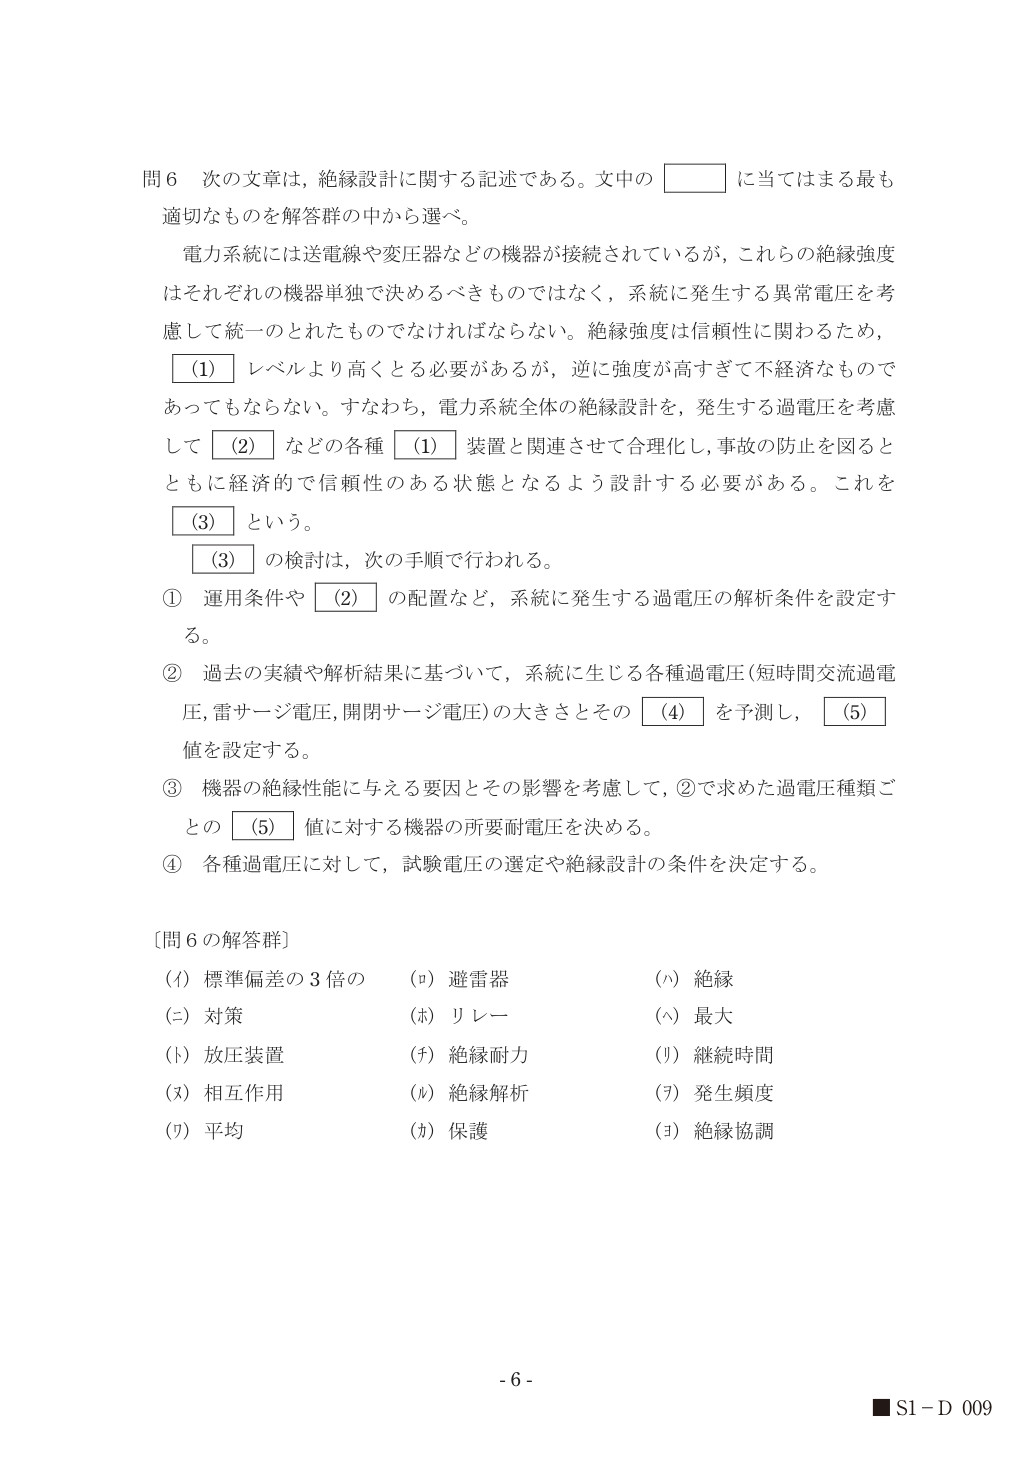 問６　次の文章は，絶縁設計に関する記述である。文中の　　　に当てはまる最も
適切なものを解答群の中から選べ。
電力系統には送電線や変圧器などの機器が接続されているが，これらの絶縁強度
はそれぞれの機器単独で決めるべきものではなく，系統に発生する異常電圧を考
慮して統一のとれたものでなければならない。絶縁強度は信頼性に関わるため，
(1) レベルより高くとる必要があるが，逆に強度が高すぎて不経済なもので
あってもならない。すなわち，電力系統全体の絶縁設計を，発生する過電圧を考慮
して (2) などの各種 (1) 装置と関連させて合理化し，事故の防止を図ると
ともに経済的で信頼性のある状態となるよう設計する必要がある。これを
(3) という。
(3) の検討は，次の手順で行われる。
①　運用条件や (2) の配置など，系統に発生する過電圧の解析条件を設定す
る。
②　過去の実績や解析結果に基づいて，系統に生じる各種過電圧（短時間交流過電
圧，雷サージ電圧，開閉サージ電圧）の大きさとその (4) を予測し， (5)
値を設定する。
③　機器の絶縁性能に与える要因とその影響を考慮して，②で求めた過電圧種類ご
との (5) 値に対する機器の所要耐電圧を決める。
④　各種過電圧に対して，試験電圧の選定や絶縁設計の条件を決定する。
〔問６の解答群〕
(イ) 標準偏差の3倍の　(ロ) 避雷器　(ハ) 絶縁
(ニ) 対策　(ホ) リレー　(ヘ) 最大
(ト) 放圧装置　(チ) 絶縁耐力　(リ) 継続時間
(ヌ) 相互作用　(ル) 絶縁解析　(ヲ) 発生頻度
(ワ) 平均　(カ) 保護　(ヨ) 絶縁協調
- 6 -
■ S1－D 009